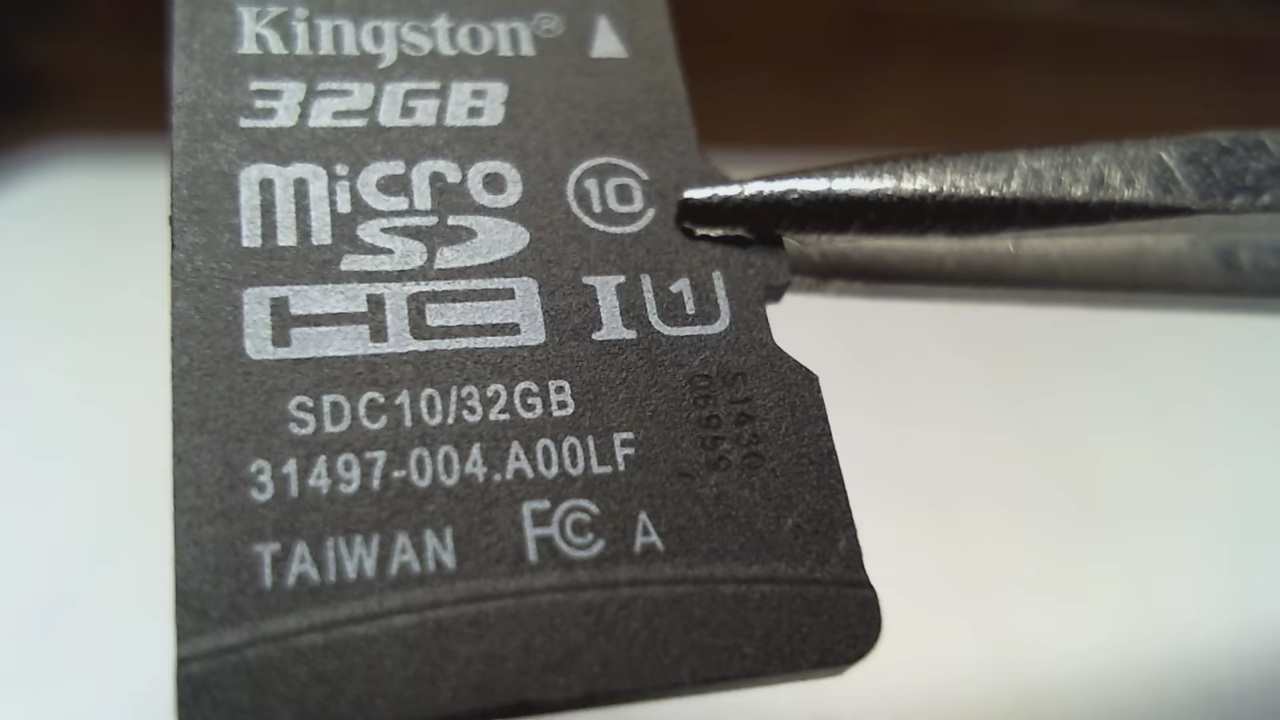 Kingston®
32GB
micro
SD
HC
10
I 1
SDC10/32GB
31497-004.A00LF
TAIWAN FC A